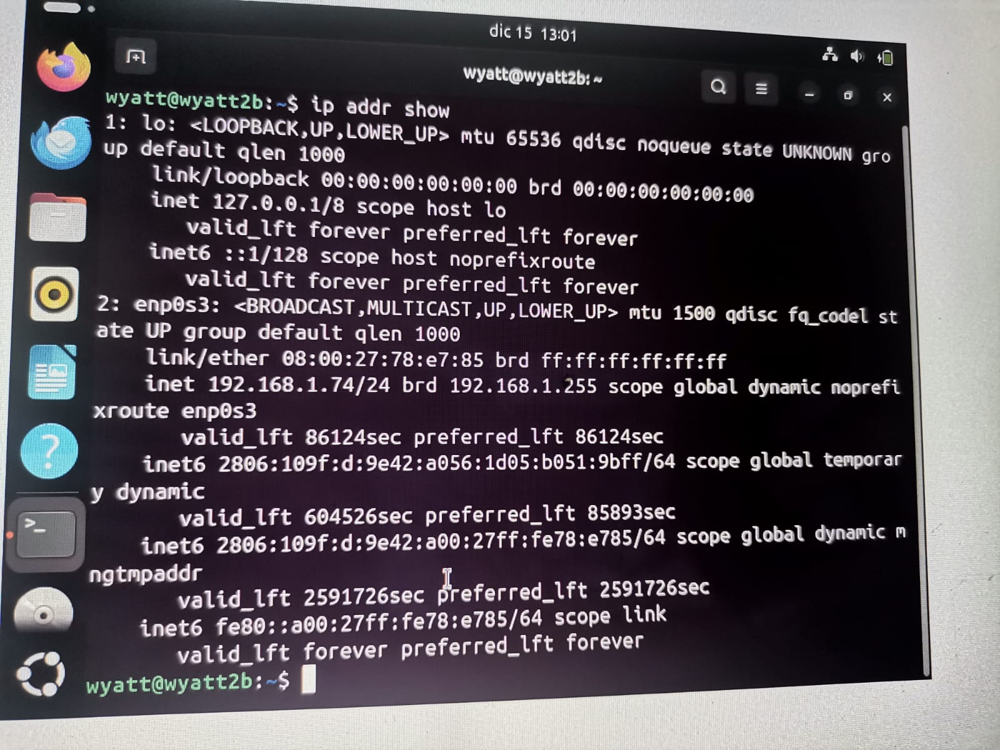 dic 15 13:01
wyatt@wyatt2b: ~
wyatt@wyatt2b:~$ ip addr show
1: lo: <LOOPBACK,UP,LOWER_UP> mtu 65536 qdisc noqueue state UNKNOWN gro
up default qlen 1000
link/loopback 00:00:00:00:00:00 brd 00:00:00:00:00:00
inet 127.0.0.1/8 scope host lo
valid_lft forever preferred_lft forever
inet6 ::1/128 scope host noprefixroute
valid_lft forever preferred_lft forever
2: enp0s3: <BROADCAST,MULTICAST,UP,LOWER_UP> mtu 1500 qdisc fq_codel st
ate UP group default qlen 1000
link/ether 08:00:27:78:e7:85 brd ff:ff:ff:ff:ff:ff
inet 192.168.1.74/24 brd 192.168.1.255 scope global dynamic noprefi
xroute enp0s3
valid_lft 86124sec preferred_lft 86124sec
inet6 2806:109f:d:9e42:a056:1d05:b051:9bff/64 scope global temporar
y dynamic
valid_lft 604526sec preferred_lft 85893sec
inet6 2806:109f:d:9e42:a00:27ff:fe78:e785/64 scope global dynamic m
ngtmpaddr
valid_lft 2591726sec preferred_lft 2591726sec
inet6 fe80::a00:27ff:fe78:e785/64 scope link
valid_lft forever preferred_lft forever
wyatt@wyatt2b:~$